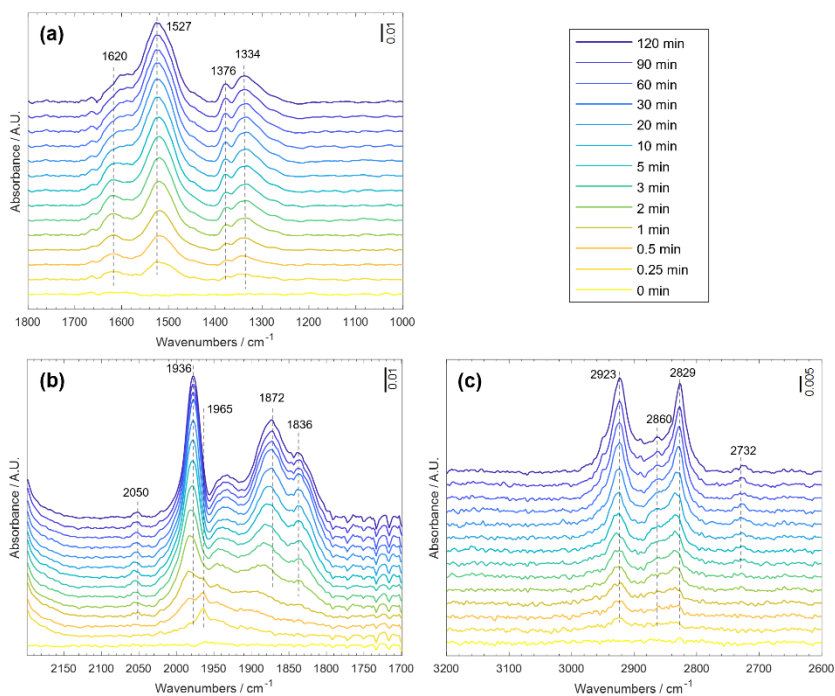 (a)
1620
1527
1376
1334
0.01
Absorbance / A.U.
1800 1700 1600 1500 1400 1300 1200 1100 1000
Wavenumbers / cm-1
120 min
90 min
60 min
30 min
20 min
10 min
5 min
3 min
2 min
1 min
0.5 min
0.25 min
0 min
(b)
1936
1965
1872
1836
2050
0.01
Absorbance / A.U.
2150 2100 2050 2000 1950 1900 1850 1800 1750 1700
Wavenumbers / cm-1
(c)
2923
2860
2829
2732
0.005
Absorbance / A.U.
3200 3100 3000 2900 2800 2700 2600
Wavenumbers / cm-1